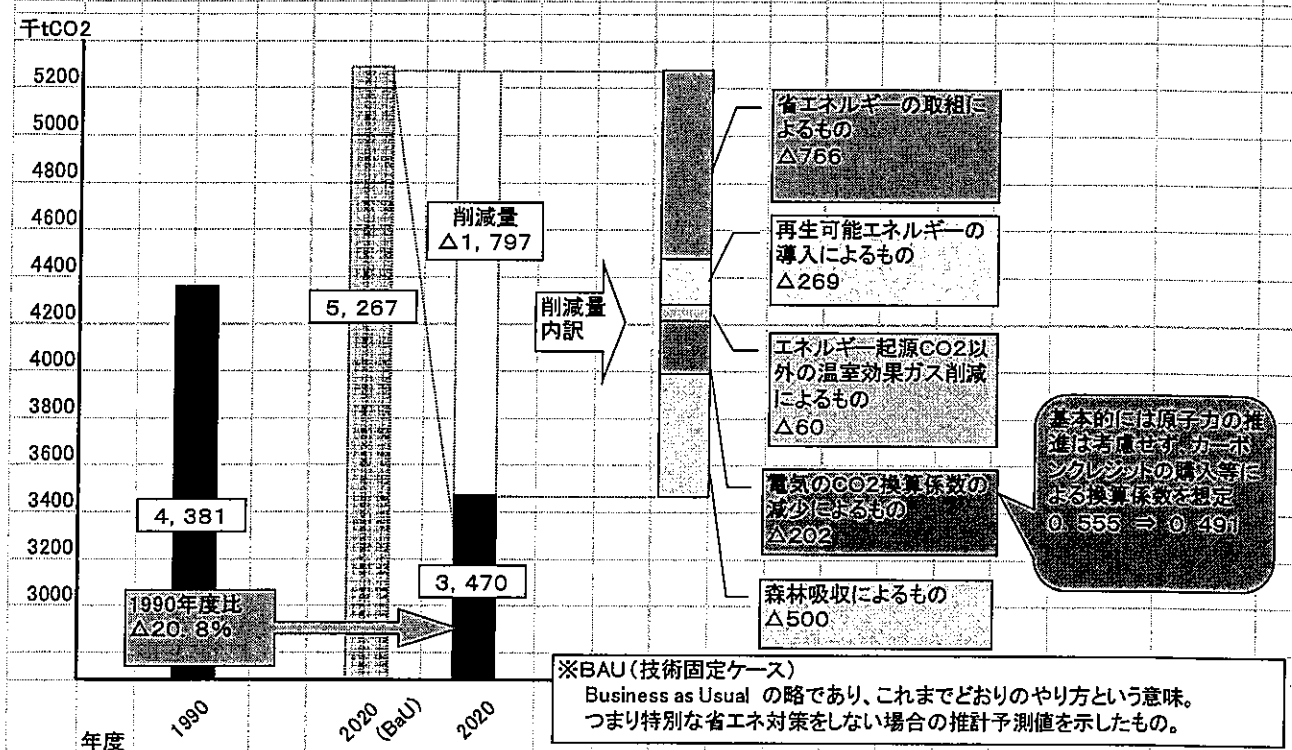 千tCO2
5200
5000
4800
4600
4400
4200
4000
3800
3600
3400
3200
3000
4,381
1990年度比
△20.8%
5,267
削減量
△1,797
3,470
削減量
内訳
省エネルギーの取組に
よるもの
△766
再生可能エネルギーの
導入によるもの
△269
エネルギー起源CO2以
外の温室効果ガス削減
によるもの
△60
電気のCO2換算係数の
減少によるもの
△202
森林吸収によるもの
△500
基本的には原子力の推
進は考慮せず、カーボ
ンクレジットの購入等に
よる換算係数を想定
0.555 ⇒ 0.491
年度
1990
2020
(BaU)
2020
※BAU(技術固定ケース)
Business as Usual の略であり、これまでどおりのやり方という意味。
つまり特別な省エネ対策をしない場合の推計予測値を示したもの。